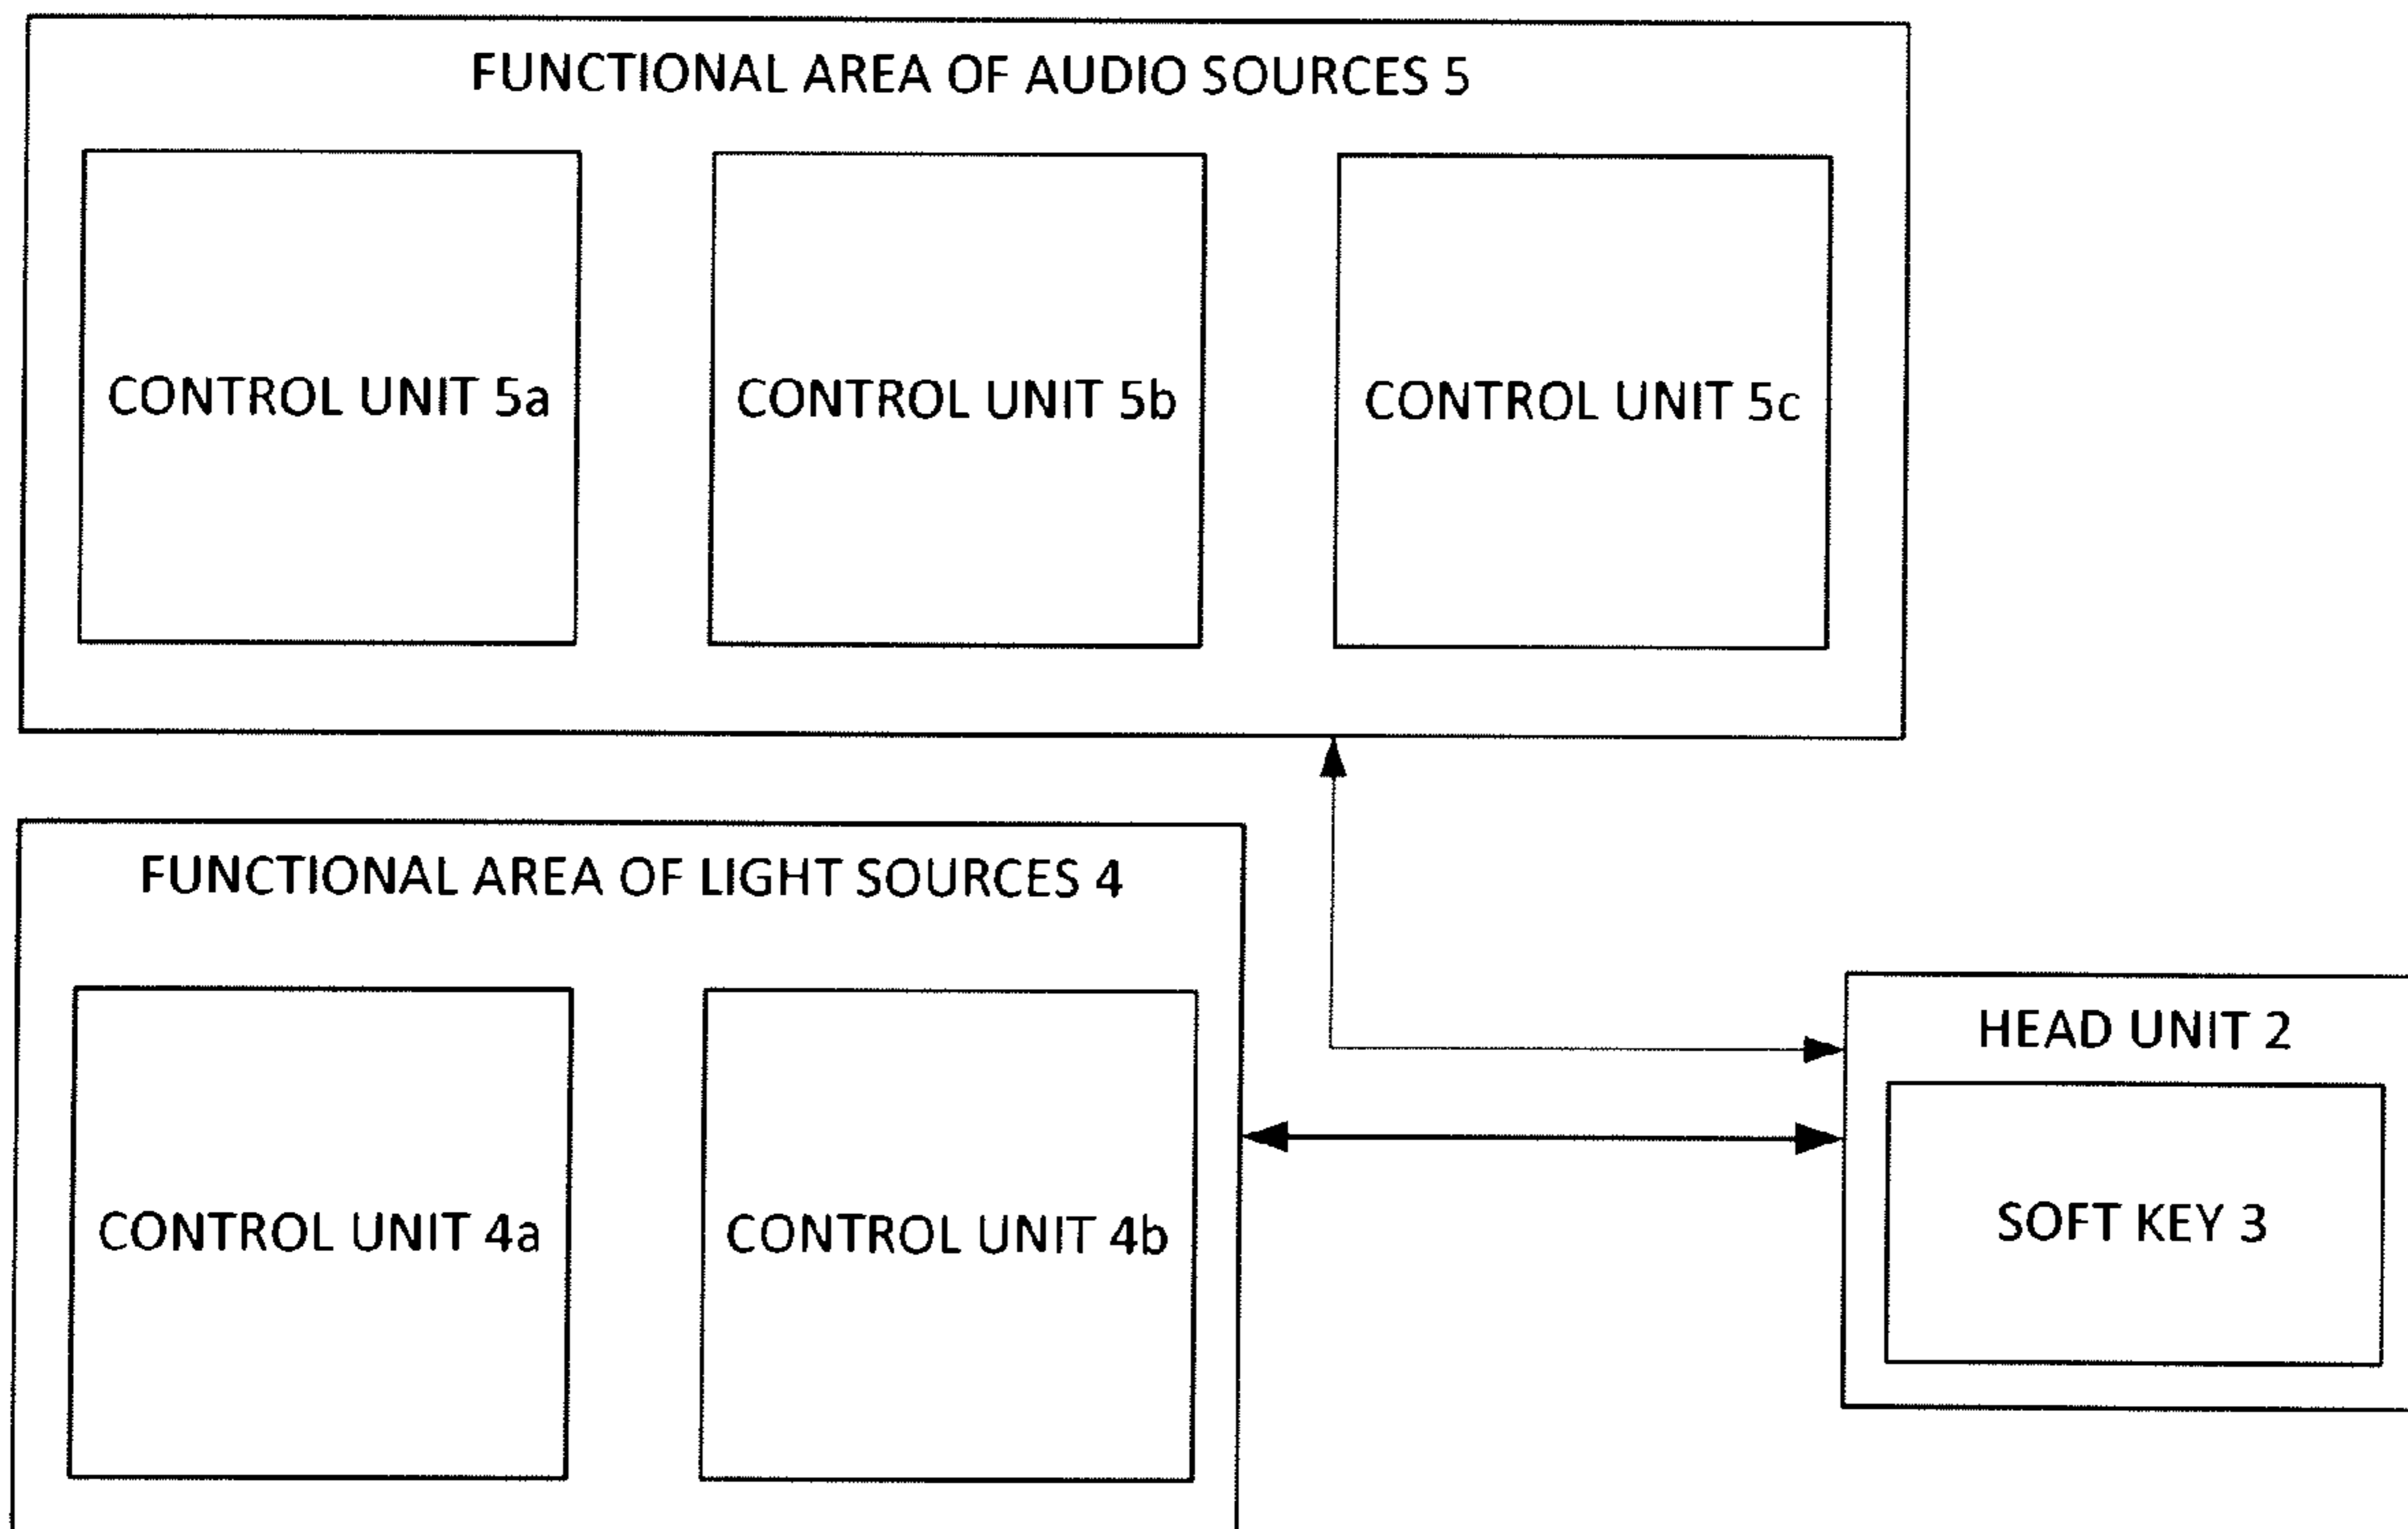 FUNCTIONAL AREA OF AUDIO SOURCES 5
CONTROL UNIT 5a
CONTROL UNIT 5b
CONTROL UNIT 5c
FUNCTIONAL AREA OF LIGHT SOURCES 4
CONTROL UNIT 4a
CONTROL UNIT 4b
HEAD UNIT 2
SOFT KEY 3